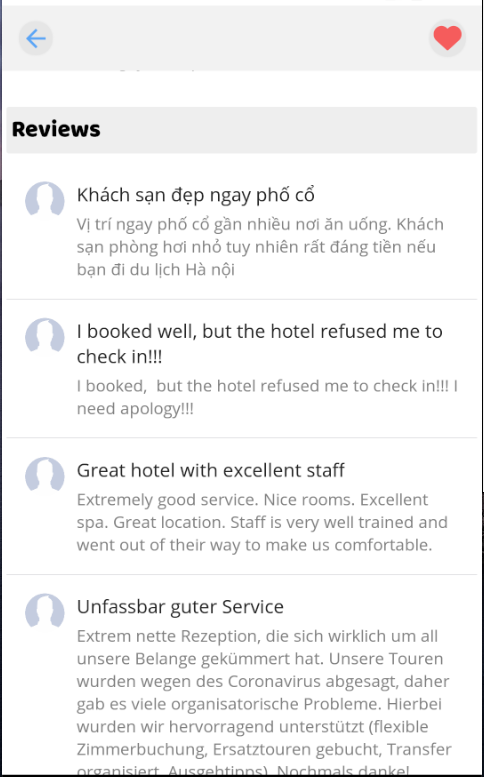 Reviews
Khách sạn đẹp ngay phố cổ
Vị trí ngay phố cổ gần nhiều nơi ăn uống. Khách
sạn phòng hơi nhỏ tuy nhiên rất đáng tiền nếu
bạn đi du lịch Hà nội
I booked well, but the hotel refused me to
check in!!!
I booked,  but the hotel refused me to check in!!! I
need apology!!!
Great hotel with excellent staff
Extremely good service. Nice rooms. Excellent
spa. Great location. Staff is very well trained and
went out of their way to make us comfortable.
Unfassbar guter Service
Extrem nette Rezeption, die sich wirklich um all
unsere Belange gekümmert hat. Unsere Touren
wurden wegen des Coronavirus abgesagt, daher
gab es viele organisatorische Probleme. Hierbei
wurden wir hervorragend unterstützt (flexible
Zimmerbuchung, Ersatztouren gebucht, Transfer
organisiert, Ausgehtipps). Nochmals danke!